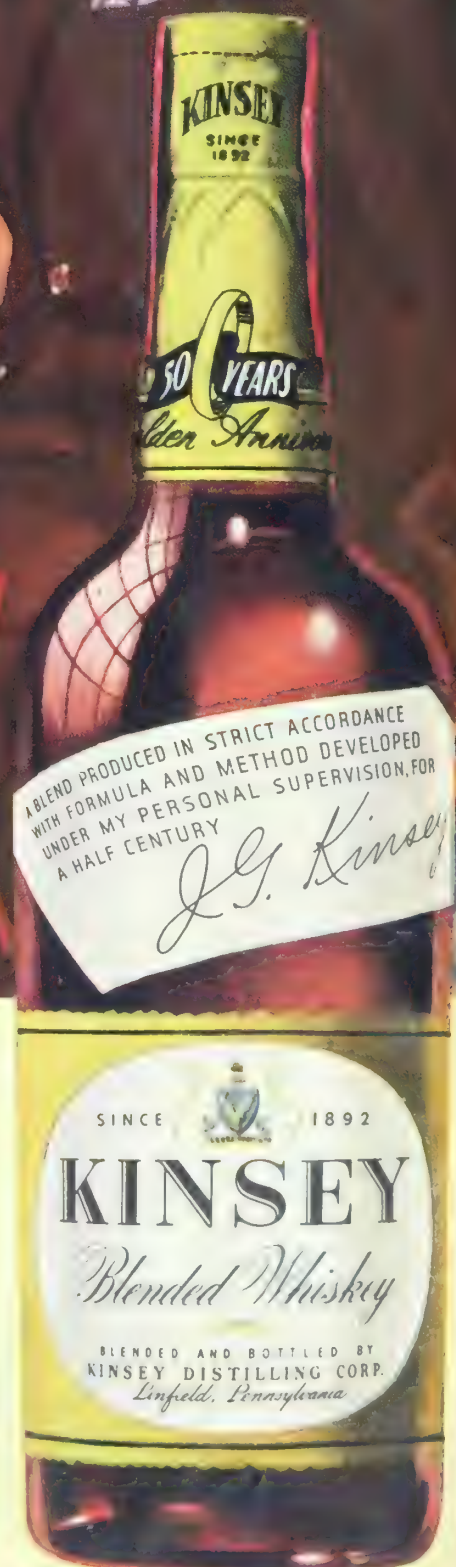 KINSEY
SINCE
1892
50 YEARS
lden Anniv
A BLEND PRODUCED IN STRICT ACCORDANCE
WITH FORMULA AND METHOD DEVELOPED
UNDER MY PERSONAL SUPERVISION, FOR
A HALF CENTURY
J.G. Kinsey
SINCE 1892
KINSEY
Blended Whiskey
BLENDED AND BOTTLED BY
KINSEY DISTILLING CORP.
Linfield, Pennsylvania